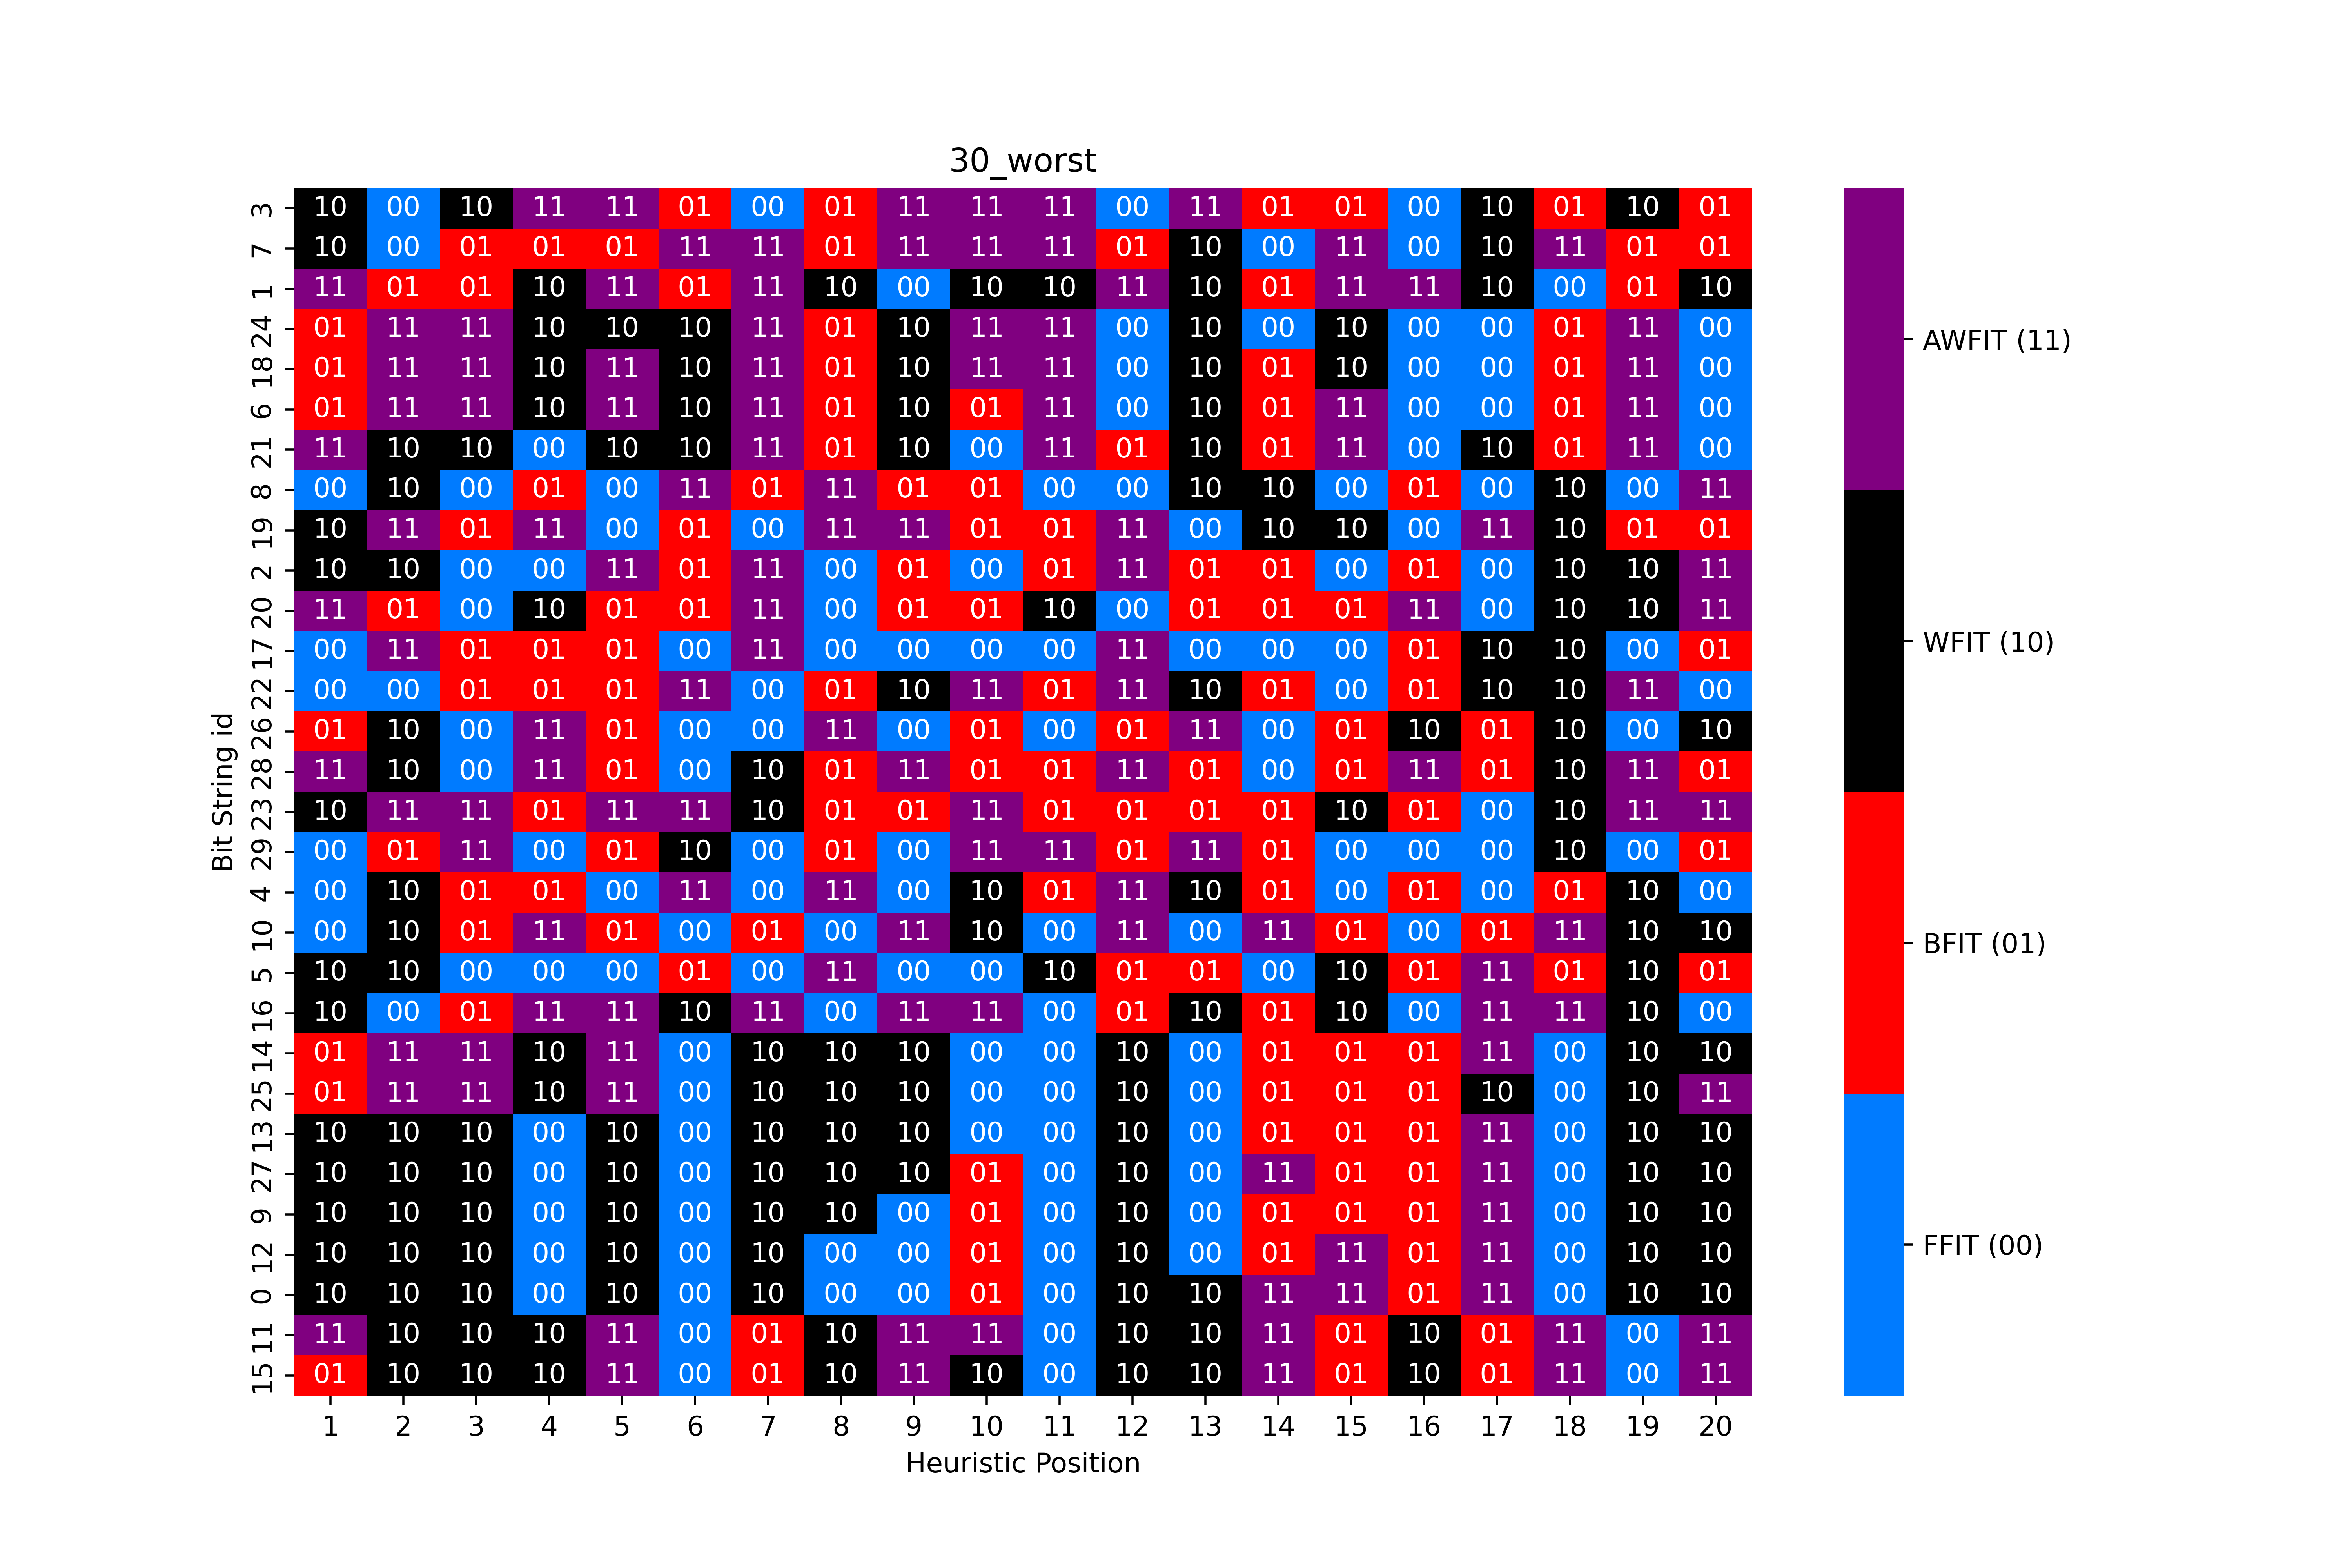 30_worst
3 10 00 10 11 11 01 00 01 11 11 11 00 11 01 01 00 10 01 10 01
7 10 00 01 01 01 11 11 01 11 11 11 01 10 00 11 00 10 11 01 01
1 11 01 01 10 11 01 11 10 00 10 10 11 10 01 11 11 10 00 01 10
24 01 11 11 10 10 10 11 01 10 11 11 00 10 00 10 00 00 01 11 00
18 01 11 11 10 11 10 11 01 10 11 11 00 10 01 10 00 00 01 11 00
6 01 11 11 10 11 10 11 01 10 01 11 00 10 01 11 00 00 01 11 00
21 11 10 10 00 10 10 11 01 10 00 11 01 10 01 11 00 10 01 11 00
8 00 10 00 01 00 11 01 11 01 01 00 00 10 10 00 01 00 10 00 11
19 10 11 01 11 00 01 00 11 11 01 01 11 00 10 10 00 11 10 01 01
2 10 10 00 00 11 01 11 00 01 00 01 11 01 01 00 01 00 10 10 11
20 11 01 00 10 01 01 11 00 01 01 10 00 01 01 01 11 00 10 10 11
17 00 11 01 01 01 00 11 00 00 00 00 11 00 00 00 01 10 10 00 01
22 00 00 01 01 01 11 00 01 10 11 01 11 10 01 00 01 10 10 11 00
26 01 10 00 11 01 00 00 11 00 01 00 01 11 00 01 10 01 10 00 10
28 11 10 00 11 01 00 10 01 11 01 01 11 01 00 01 11 01 10 11 01
23 10 11 11 01 11 11 10 01 01 11 01 01 01 01 10 01 00 10 11 11
29 00 01 11 00 01 10 00 01 00 11 11 01 11 01 00 00 00 10 00 01
4 00 10 01 01 00 11 00 11 00 10 01 11 10 01 00 01 00 01 10 00
10 00 10 01 11 01 00 01 00 11 10 00 11 00 11 01 00 01 11 10 10
5 10 10 00 00 00 01 00 11 00 00 10 01 01 00 10 01 11 01 10 01
16 10 00 01 11 11 10 11 00 11 11 00 01 10 01 10 00 11 11 10 00
14 01 11 11 10 11 00 10 10 10 00 00 10 00 01 01 01 11 00 10 10
25 01 11 11 10 11 00 10 10 10 00 00 10 00 01 01 01 10 00 10 11
13 10 10 10 00 10 00 10 10 10 00 00 10 00 01 01 01 11 00 10 10
27 10 10 10 00 10 00 10 10 10 01 00 10 00 11 01 01 11 00 10 10
9 10 10 10 00 10 00 10 10 00 01 00 10 00 01 01 01 11 00 10 10
12 10 10 10 00 10 00 10 00 00 01 00 10 00 01 11 01 11 00 10 10
0 10 10 10 00 10 00 10 00 00 01 00 10 10 11 11 01 11 00 10 10
11 11 10 10 10 11 00 01 10 11 11 00 10 10 11 01 10 01 11 00 11
15 01 10 10 10 11 00 01 10 11 10 00 10 10 11 01 10 01 11 00 11
1 2 3 4 5 6 7 8 9 10 11 12 13 14 15 16 17 18 19 20
Heuristic Position
Bit String id
AWFIT (11)
WFIT (10)
BFIT (01)
FFIT (00)